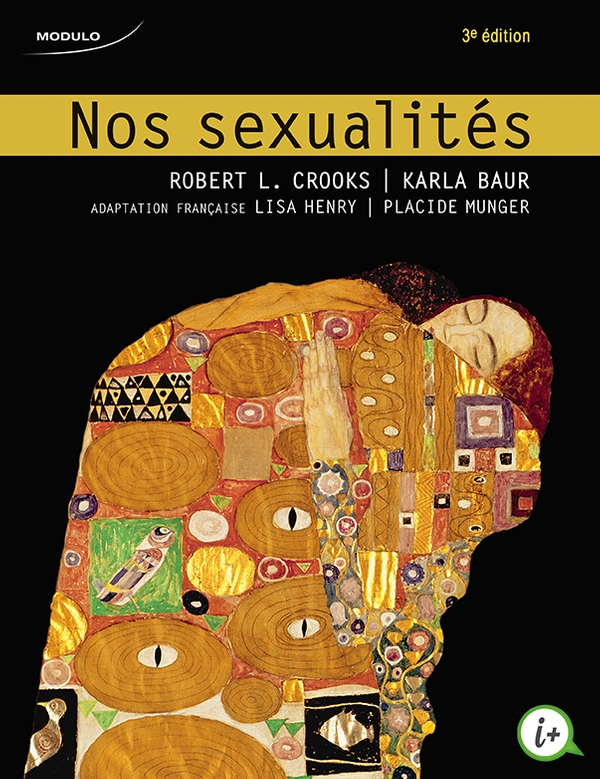 MODULO
3e édition
Nos sexualités
ROBERT L. CROOKS | KARLA BAUR
ADAPTATION FRANÇAISE LISA HENRY | PLACIDE MUNGER
i+